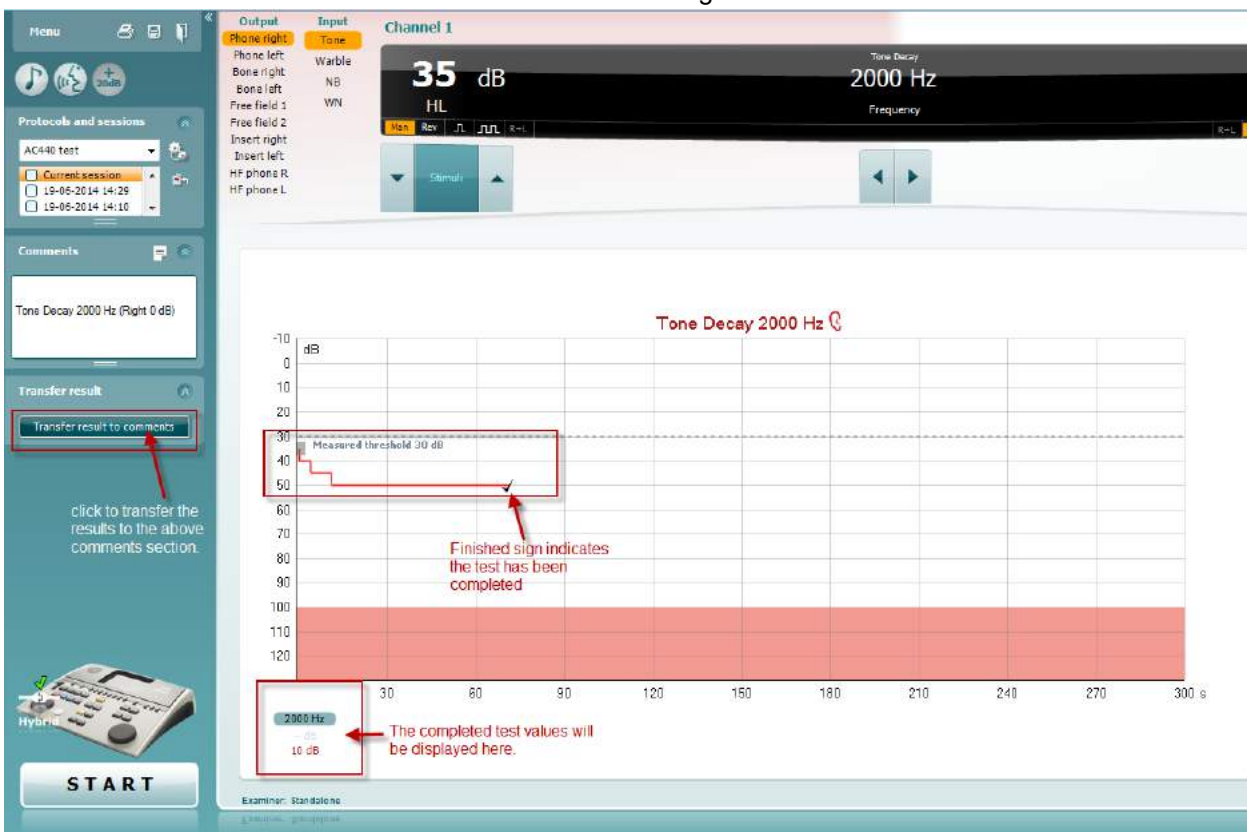 Menu
Protocols and sessions
AC440 test
Current session
19-06-2014 14:29
19-06-2014 14:10
Comments
Tone Decay 2000 Hz (Right 0 dB)
Transfer result
Transfer result to comments
click to transfer the
results to the above
comments section.
Hybrid
START
Output
Phone right
Phone left
Bone right
Bone left
Free field 1
Free field 2
Insert right
Insert left
HF phone R
HF phone L
Input
Tone
Warble
NB
WN
Channel 1
35 dB
HL
Man Rev R+L
Tone Decay
2000 Hz
Frequency
R+L
Stimuli
Tone Decay 2000 Hz
dB
-10
0
10
20
30
40
50
60
70
80
90
100
110
120
Measured threshold 30 dB
Finished sign indicates
the test has been
completed
30 60 90 120 150 180 210 240 270 300 s
2000 Hz
-- dB
10 dB
The completed test values will
be displayed here.
Examiner: Standalone